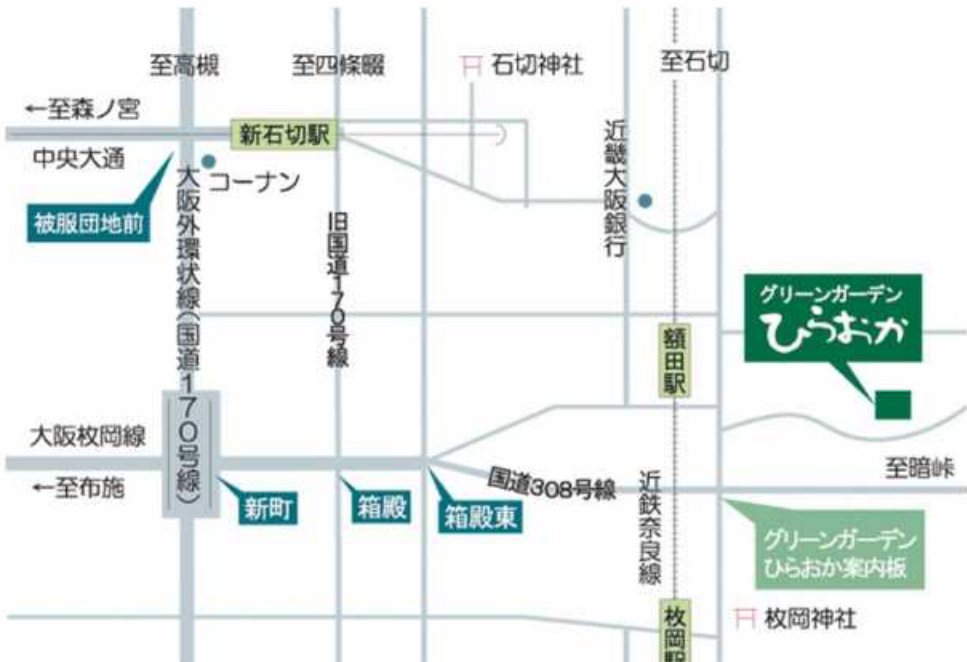 至高槻
至四條畷
石切神社
至石切
←至森ノ宮
新石切駅
中央大通
コーナン
近畿大阪銀行
被服団地前
大阪外環状線(国道170号線)
旧国道170号線
グリーンガーデン
ひらおか
額田駅
大阪枚岡線
←至布施
新町
箱殿
箱殿東
国道308号線
近鉄奈良線
至暗峠
グリーンガーデン
ひらおか案内板
枚岡駅
枚岡神社